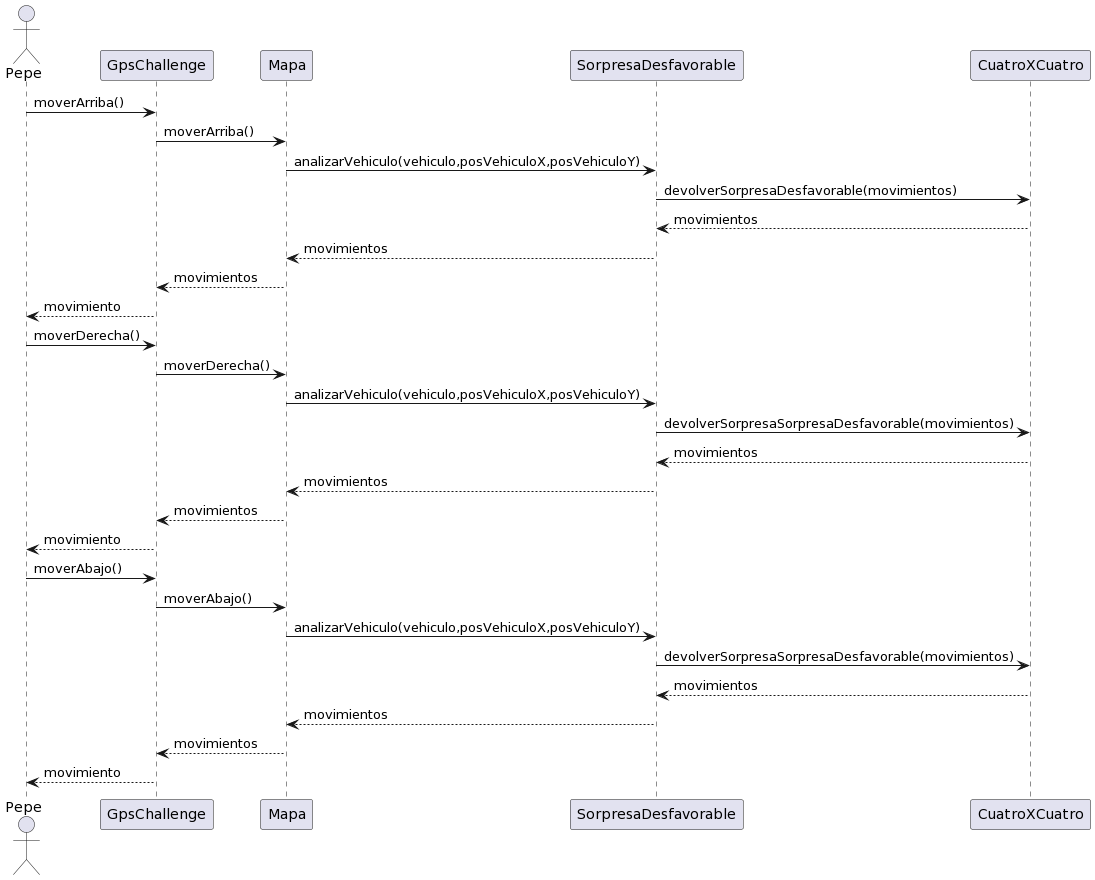 Pepe
GpsChallenge
Mapa
SorpresaDesfavorable
CuatroXCuatro
moverArriba()
moverArriba()
analizarVehiculo(vehiculo,posVehiculoX,posVehiculoY)
devolverSorpresaDesfavorable(movimientos)
movimientos
movimientos
movimientos
movimiento
moverDerecha()
moverDerecha()
analizarVehiculo(vehiculo,posVehiculoX,posVehiculoY)
devolverSorpresaSorpresaDesfavorable(movimientos)
movimientos
movimientos
movimientos
movimiento
moverAbajo()
moverAbajo()
analizarVehiculo(vehiculo,posVehiculoX,posVehiculoY)
devolverSorpresaSorpresaDesfavorable(movimientos)
movimientos
movimientos
movimientos
movimiento
Pepe
GpsChallenge
Mapa
SorpresaDesfavorable
CuatroXCuatro